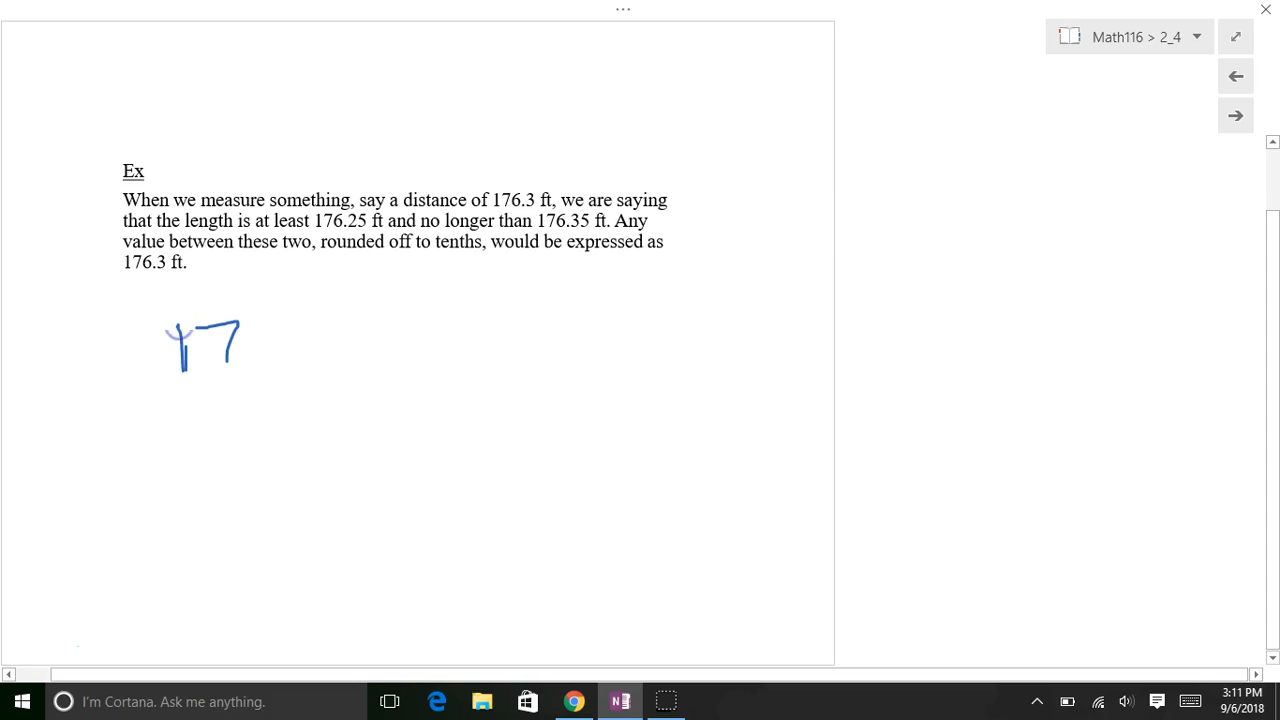 ...
Math116 > 2_4
Ex
When we measure something, say a distance of 176.3 ft, we are saying
that the length is at least 176.25 ft and no longer than 176.35 ft. Any
value between these two, rounded off to tenths, would be expressed as
176.3 ft.
17
I'm Cortana. Ask me anything.
3:11 PM
9/6/2018